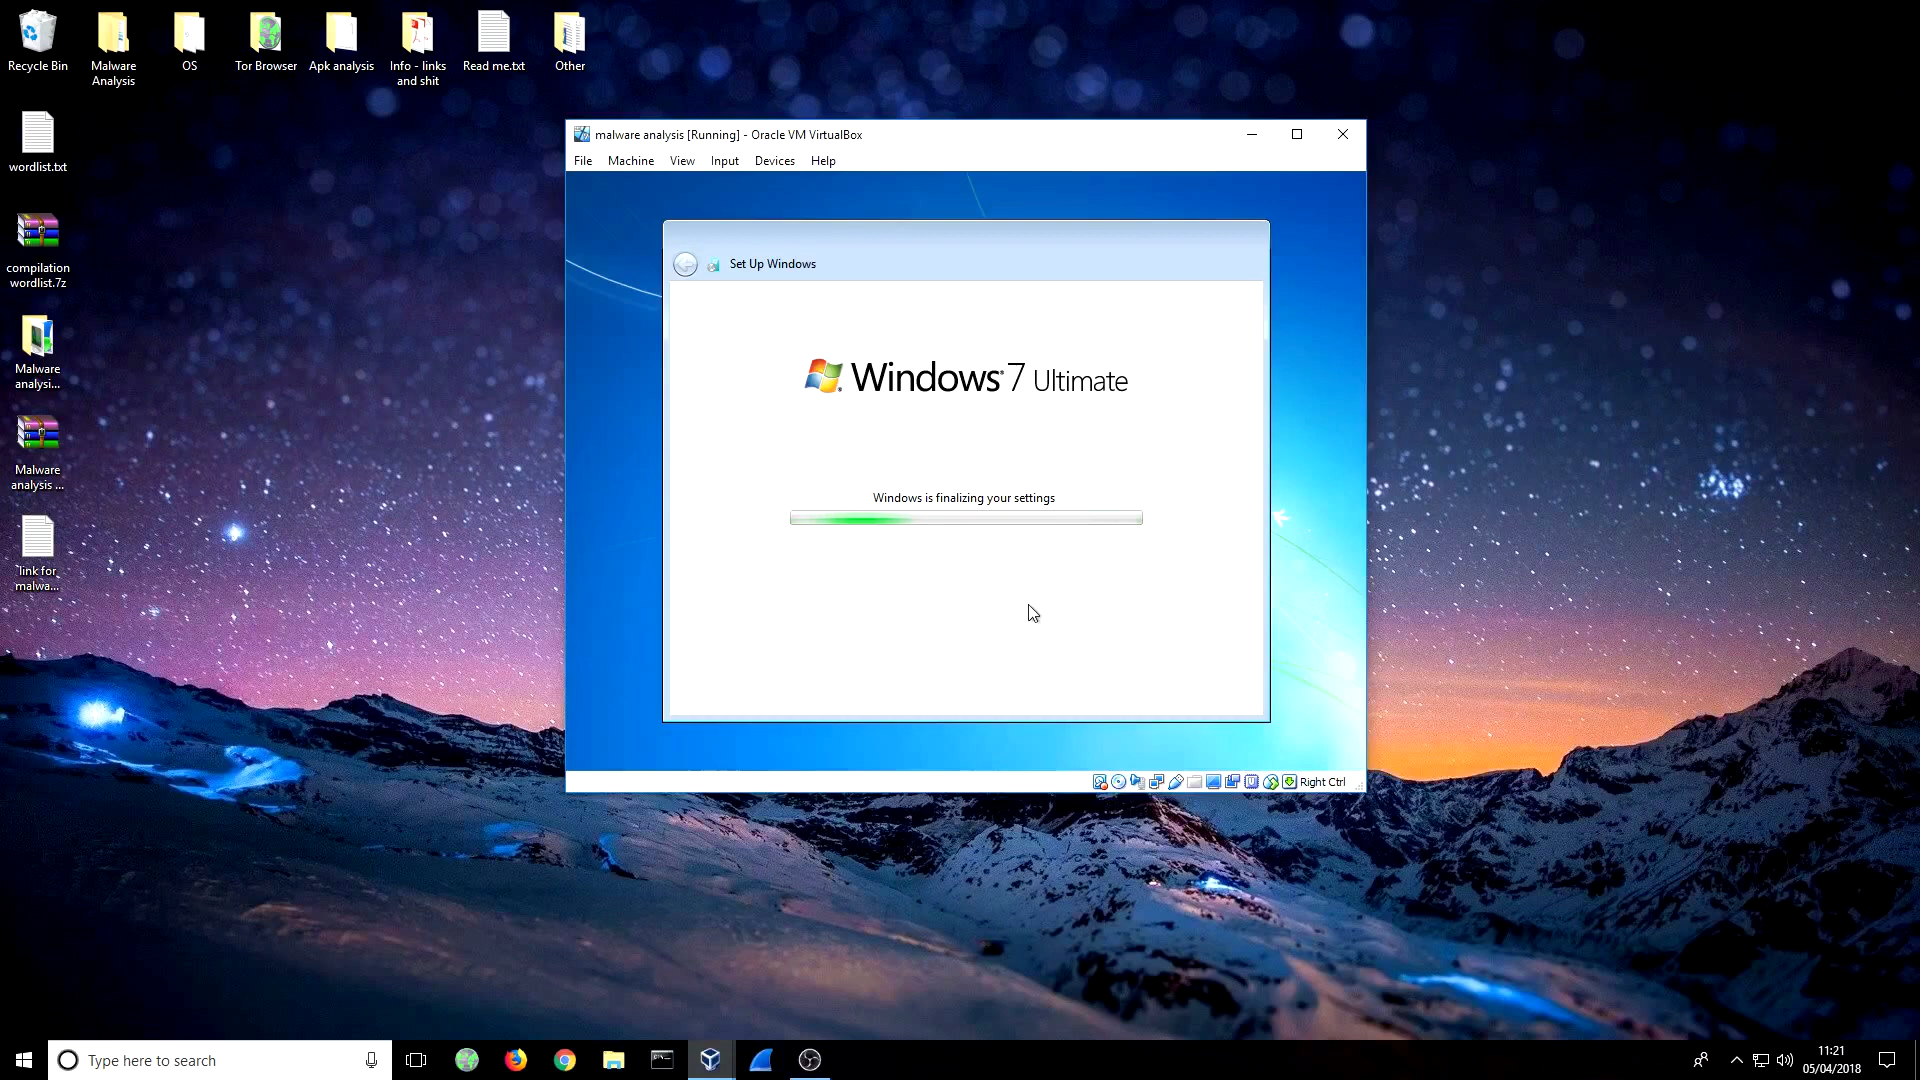 Recycle Bin
Malware
Analysis
OS
Tor Browser
Apk analysis
Info - links
and shit
Read me.txt
Other
wordlist.txt
compilation
wordlist.7z
Malware
analysi...
Malware
analysis ...
link for
malwa...
malware analysis [Running] - Oracle VM VirtualBox
File Machine View Input Devices Help
Set Up Windows
Windows 7 Ultimate
Windows is finalizing your settings
Right Ctrl
Type here to search
11:21
05/04/2018